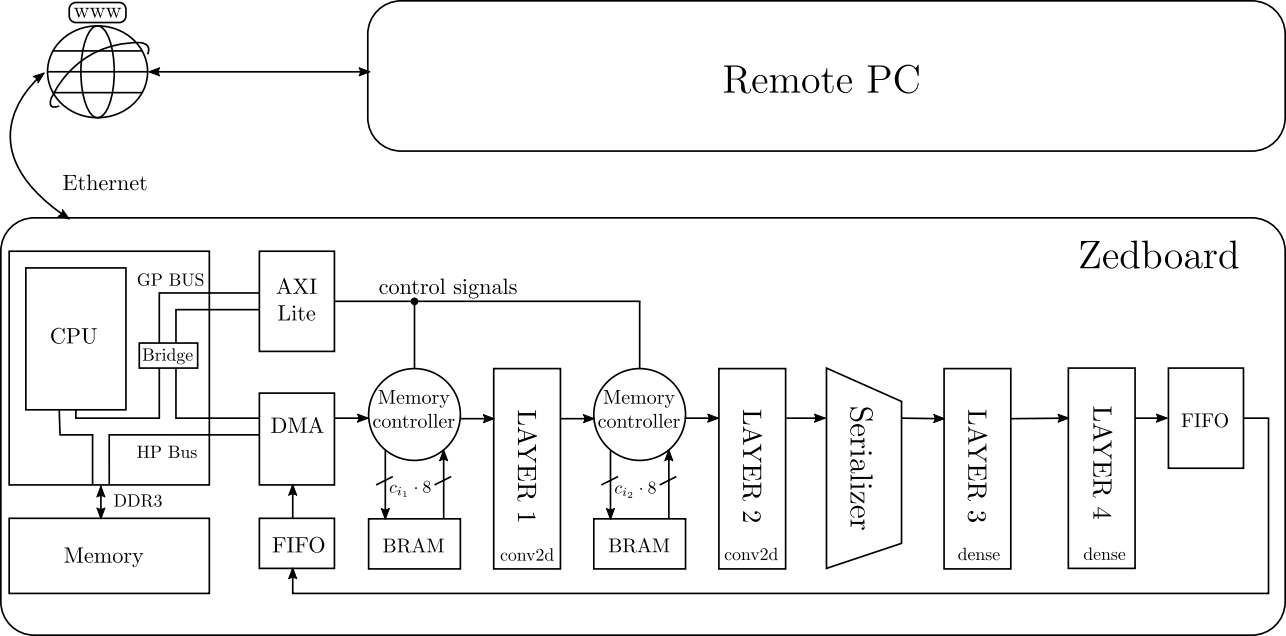 www
Remote PC
Ethernet
Zedboard
GP BUS
CPU
Bridge
HP Bus
DDR3
Memory
AXI
Lite
control signals
DMA
FIFO
Memory
controller
c_{i_1} · 8
BRAM
LAYER 1
conv2d
Memory
controller
c_{i_2} · 8
BRAM
LAYER 2
conv2d
Serializer
LAYER 3
dense
LAYER 4
dense
FIFO